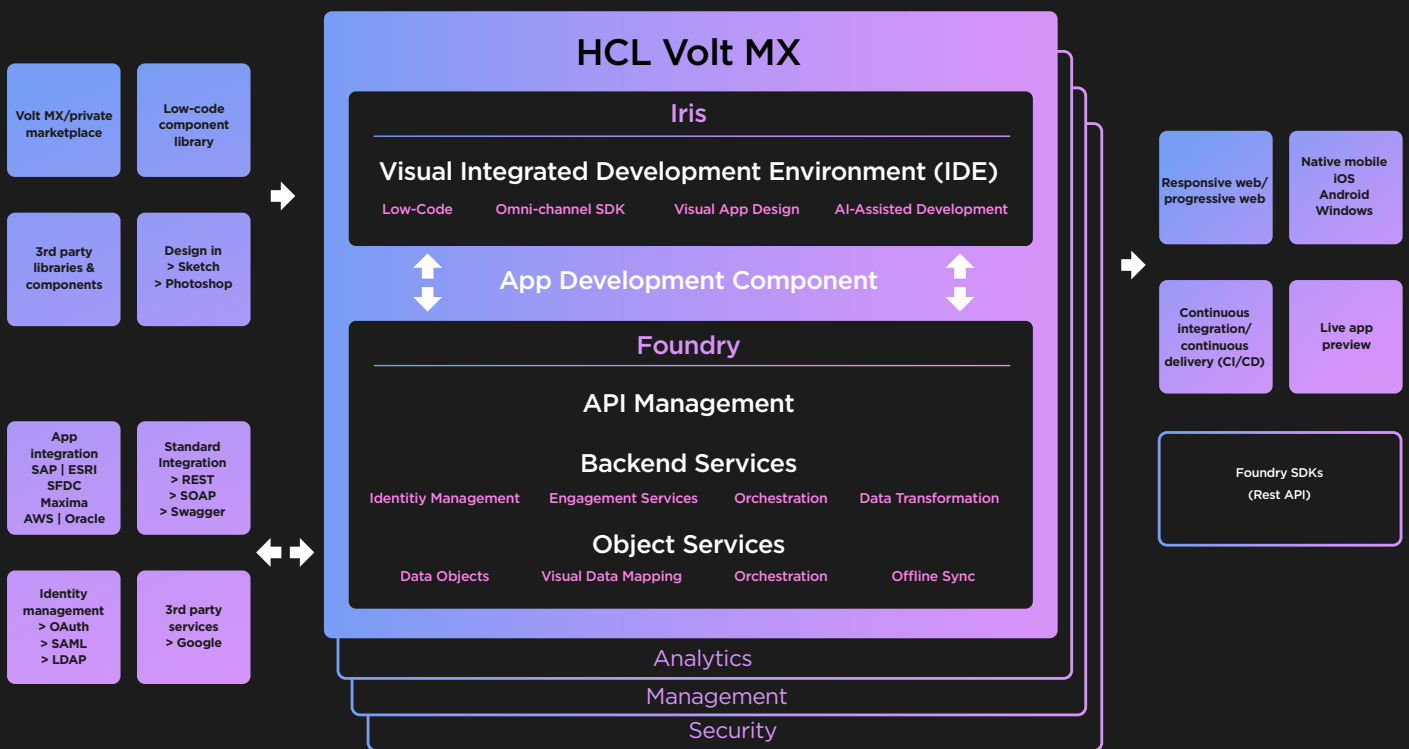 HCL Volt MX
Volt MX/private
marketplace
Low-code
component
library
3rd party
libraries &
components
Design in
> Sketch
> Photoshop
App
integration
SAP | ESRI
SFDC
Maxima
AWS | Oracle
Standard
Integration
> REST
> SOAP
> Swagger
Identity
management
> OAuth
> SAML
> LDAP
3rd party
services
> Google
Iris
Visual Integrated Development Environment (IDE)
Low-Code
Omni-channel SDK
Visual App Design
AI-Assisted Development
App Development Component
Foundry
API Management
Backend Services
Identitiy Management
Engagement Services
Orchestration
Data Transformation
Object Services
Data Objects
Visual Data Mapping
Orchestration
Offline Sync
Analytics
Management
Security
Responsive web/
progressive web
Native mobile
iOS
Android
Windows
Continuous
integration/
continuous
delivery (CI/CD)
Live app
preview
Foundry SDKs
(Rest API)